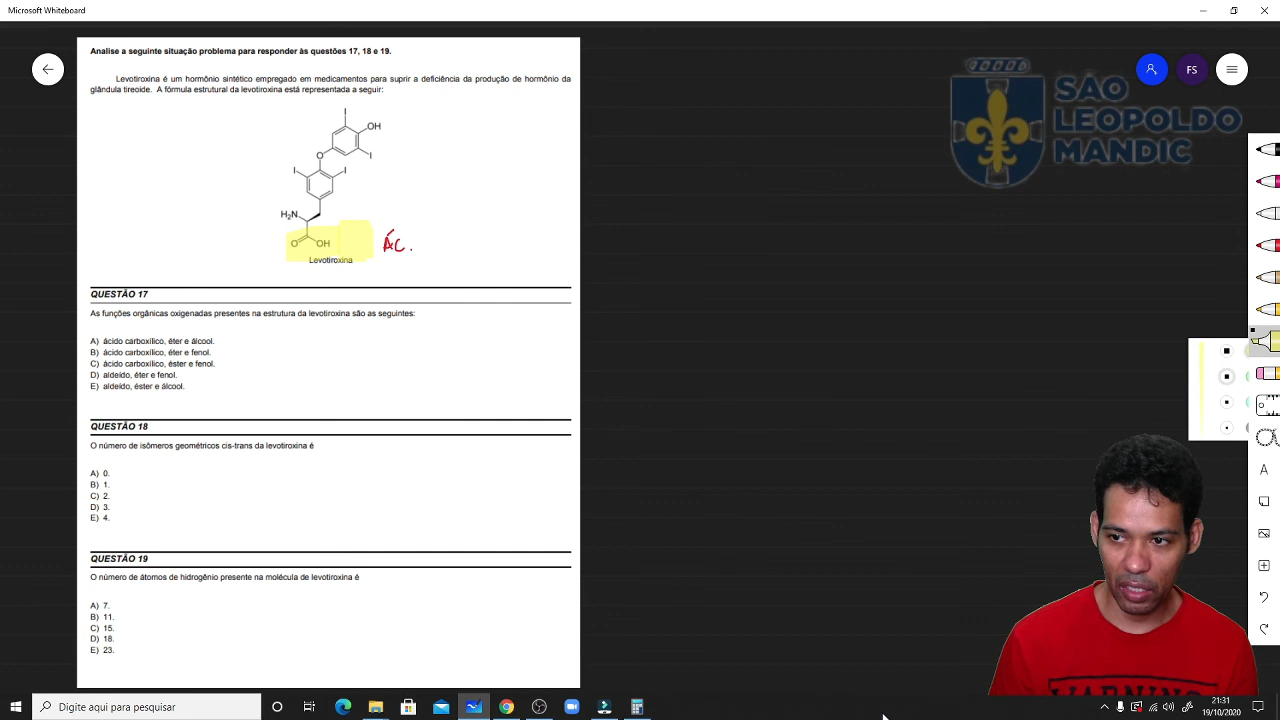 Microsoft Whiteboard
Analise a seguinte situação problema para responder às questões 17, 18 e 19.
Levotiroxina é um hormônio sintético empregado em medicamentos para suprir a deficiência da produção de hormônio da
glândula tireoide. A fórmula estrutural da levotiroxina está representada a seguir:
I
OH
I
O
I
I
H2N
O
OH
ÁC.
Levotiroxina
QUESTÃO 17
As funções orgânicas oxigenadas presentes na estrutura da levotiroxina são as seguintes:
A) ácido carboxílico, éter e álcool.
B) ácido carboxílico, éter e fenol.
C) ácido carboxílico, éster e fenol.
D) aldeído, éter e fenol.
E) aldeído, éster e álcool.
QUESTÃO 18
O número de isômeros geométricos cis-trans da levotiroxina é
A) 0.
B) 1.
C) 2.
D) 3.
E) 4.
QUESTÃO 19
O número de átomos de hidrogênio presente na molécula de levotiroxina é
A) 7.
B) 11.
C) 15.
D) 18.
E) 23.
FS
SÃO
LEOPOLDO
MANDIC
A
WARNING
Digite aqui para pesquisar
21:31
19/10/2020